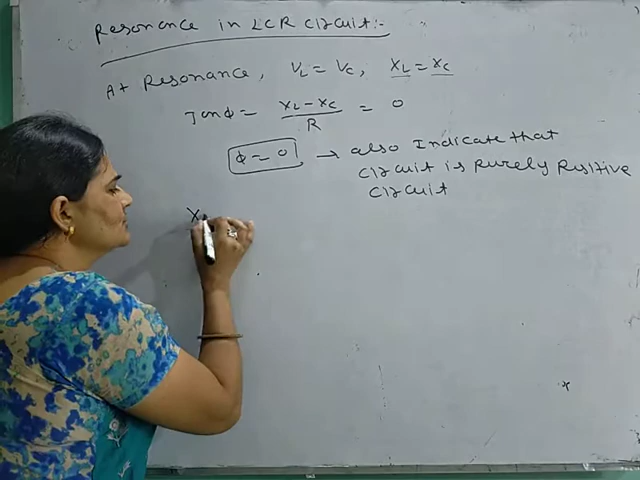 Resonance in LCR Circuit:-
At Resonance, VL = VC, XL = XC
Tanϕ = XL - XC / R = 0
ϕ = 0 → also Indicate that
circuit is Purely Risitive
circuit
X